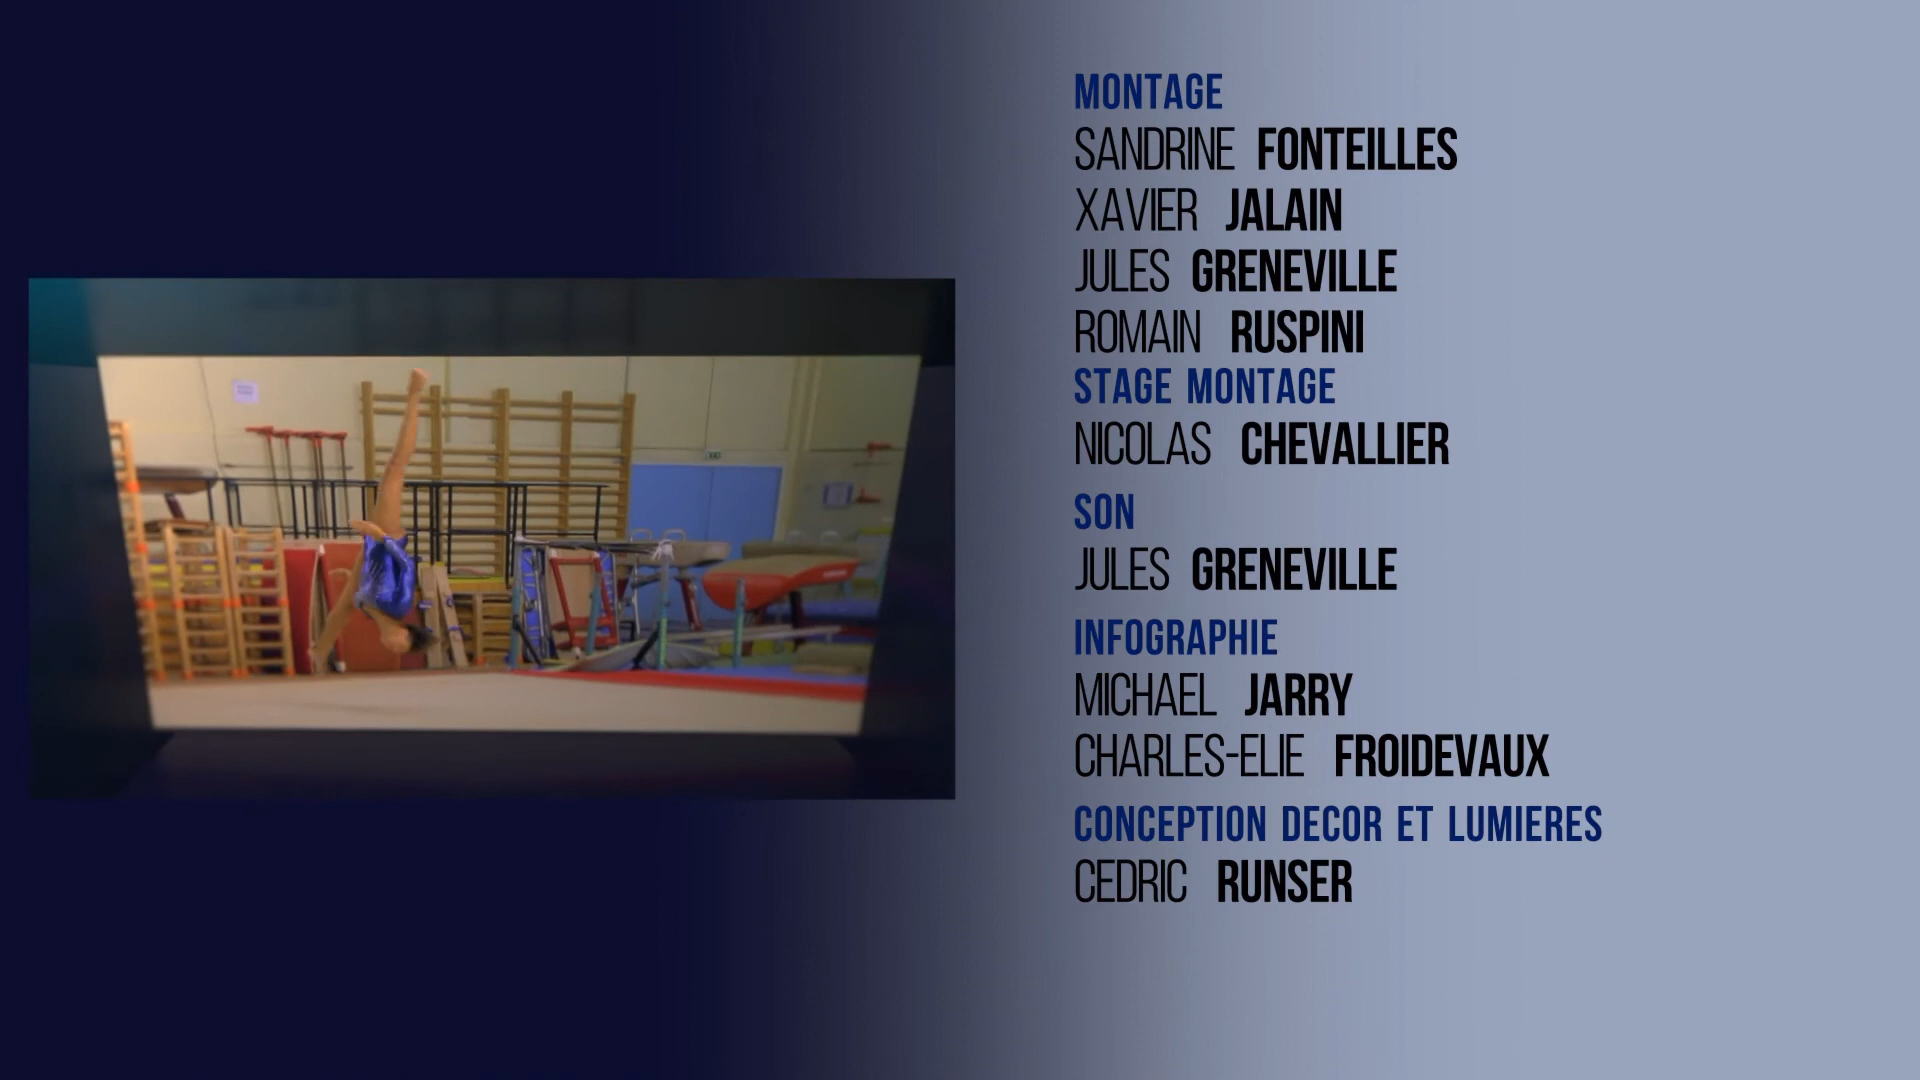 MONTAGE
SANDRINE FONTEILLES
XAVIER JALAIN
JULES GRENEVILLE
ROMAIN RUSPINI
STAGE MONTAGE
NICOLAS CHEVALLIER
SON
JULES GRENEVILLE
INFOGRAPHIE
MICHAEL JARRY
CHARLES-ELIE FROIDEVAUX
CONCEPTION DECOR ET LUMIERES
CEDRIC RUNSER